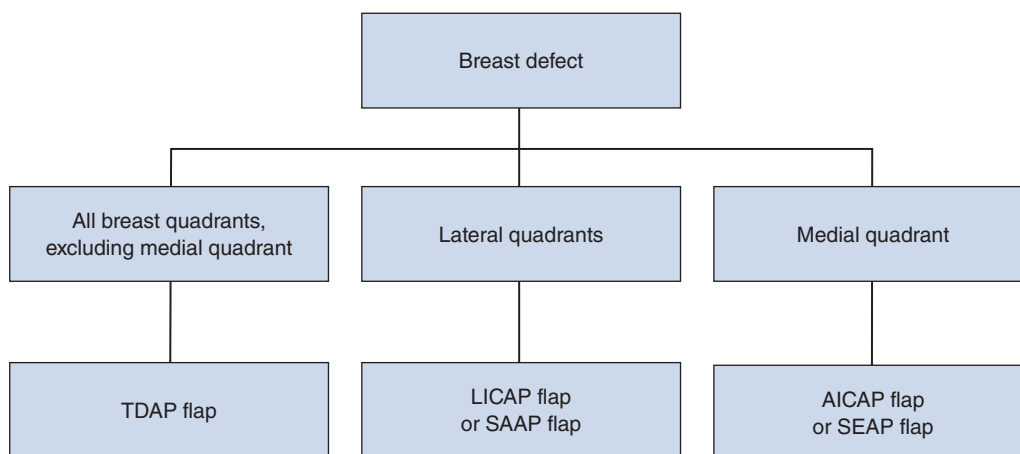 Breast defect
All breast quadrants,
excluding medial quadrant
Lateral quadrants
Medial quadrant
TDAP flap
LICAP flap
or SAAP flap
AICAP flap
or SEAP flap